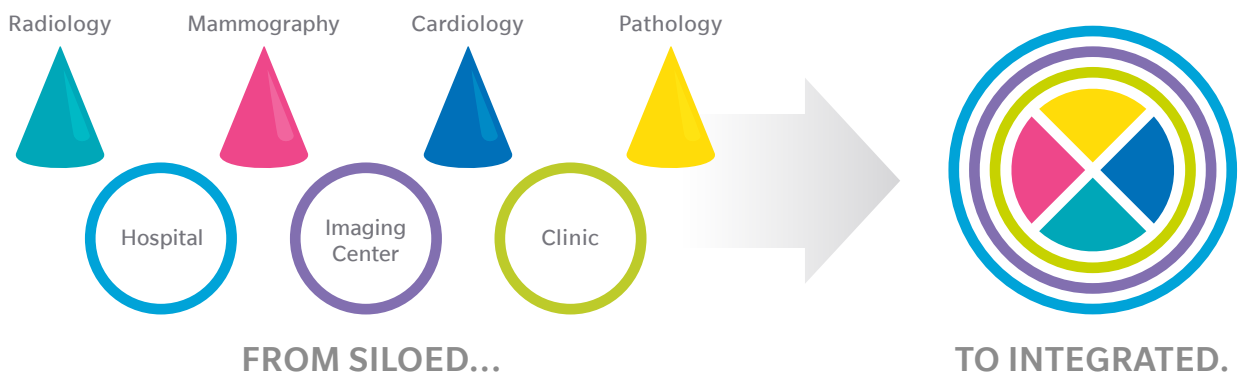 Radiology
Mammography
Cardiology
Pathology
Hospital
Imaging
Center
Clinic
FROM SILOED...
TO INTEGRATED.